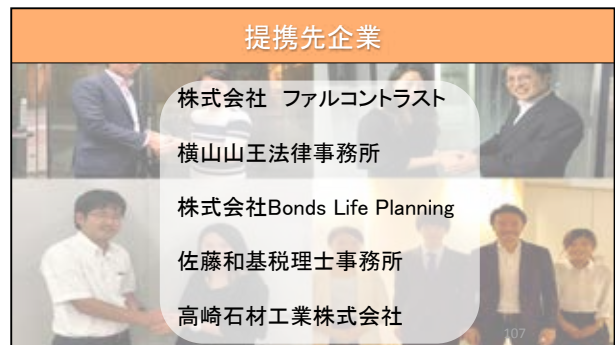 提携先企業
株式会社　ファルコントラスト
横山山王法律事務所
株式会社Bonds Life Planning
佐藤和基税理士事務所
高崎石材工業株式会社
107